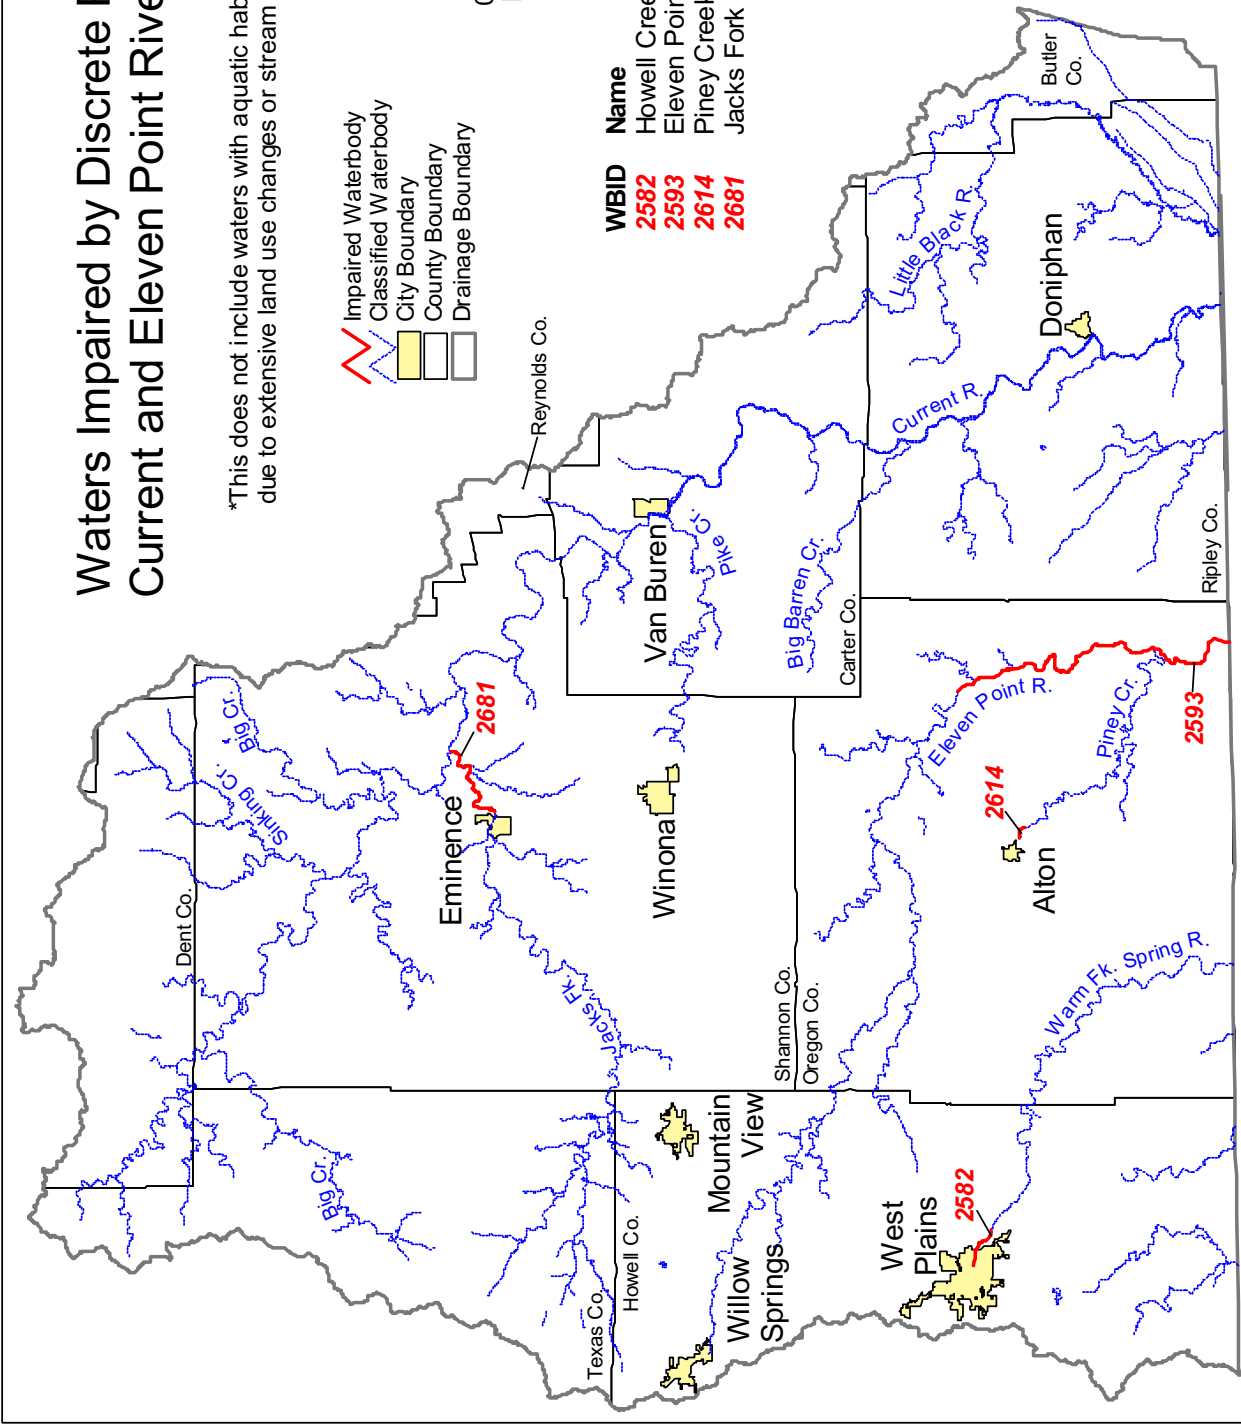 Waters Impaired by Discrete
Current and Eleven Point
*This does not include waters with aquatic
due to extensive land use changes or stream
Impaired Waterbody
Classified Waterbody
City Boundary
County Boundary
Drainage Boundary
WBID Name
2582 Howell
2593 Eleven
2614 Piney Creek
2681 Jacks Fork
Reynolds Co.
Butler Co.
Little Black R.
Doniphan
Current R.
Ripley Co.
Van Buren
Pike Cr.
Big Barren Cr.
Carter Co.
Big Cr.
Sinking Cr.
Dent Co.
2681
Eminence
Winona
Jacks Fk.
Shannon Co.
Oregon Co.
Eleven Point R.
Piney Cr.
2593
2614
Alton
Warm Fk. Spring R.
Big Cr.
Texas Co.
Howell Co.
Mountain
View
Willow
Springs
West
Plains
2582